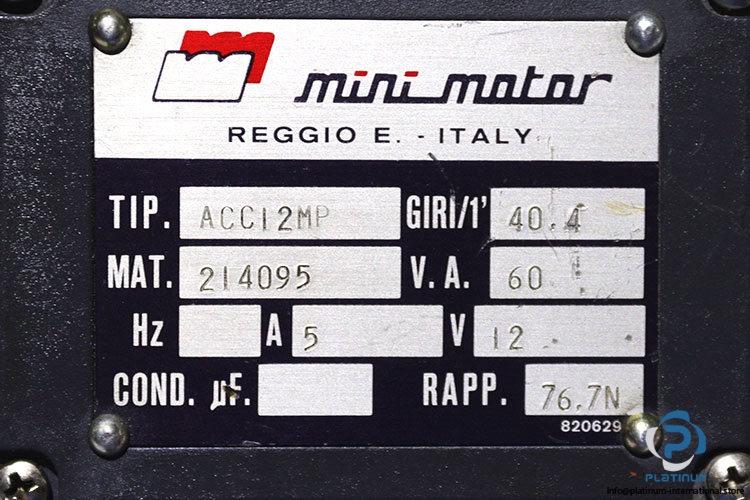 mini motor
REGGIO E. - ITALY
TIP. ACC12MP GIRI/1' 40.4
MAT. 214095 V.A. 60
Hz A 5 V 12
COND. µF. RAPP. 76.7N
820629
P
PLATINUM
info@platinum-international.store